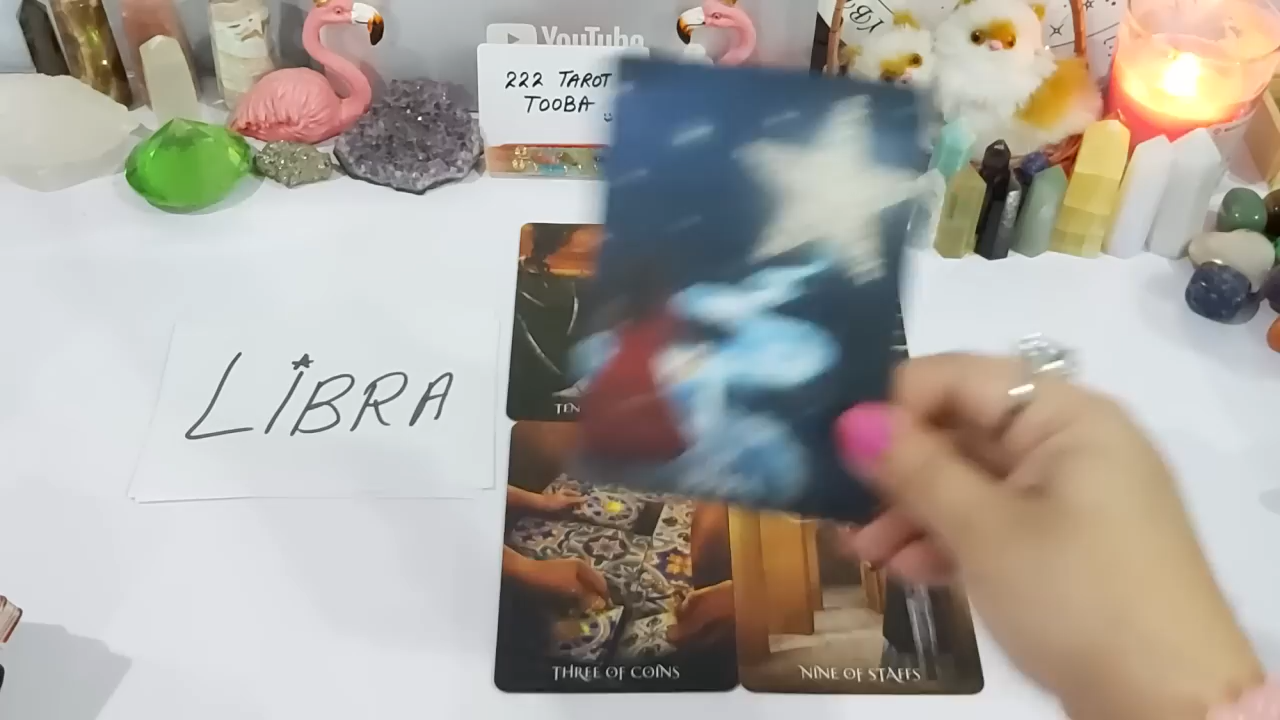 YouTube
222 TAROT
TOOBA
LIBRA
TEN
THREE OF COINS
NINE OF STAFFS